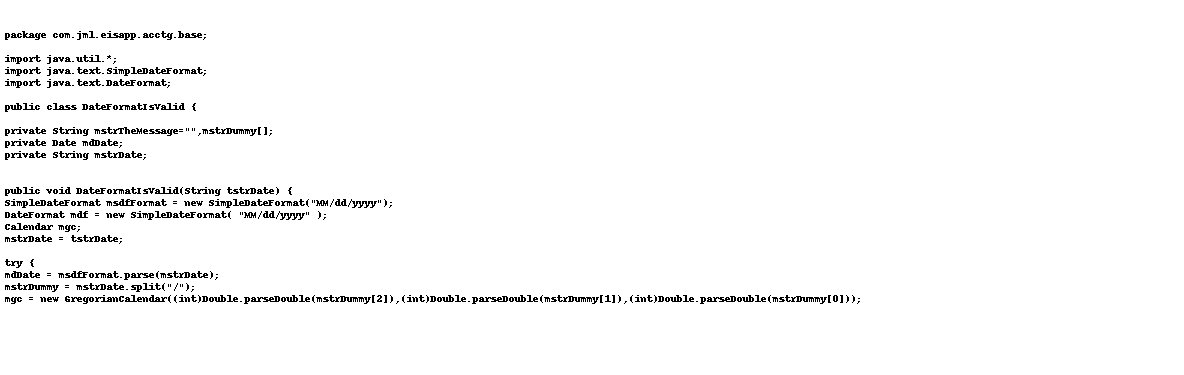 package com.jml.eisapp.acctg.base;
import java.util.*;
import java.text.SimpleDateFormat;
import java.text.DateFormat;
public class DateFormatIsValid {
private String mstrTheMessage="",mstrDummy[];
private Date mdDate;
private String mstrDate;
public void DateFormatIsValid(String tstrDate) {
SimpleDateFormat msdfFormat = new SimpleDateFormat("MM/dd/yyyy");
DateFormat mdf = new SimpleDateFormat( "MM/dd/yyyy" );
Calendar mgc;
mstrDate = tstrDate;
try {
mdDate = msdfFormat.parse(mstrDate);
mstrDummy = mstrDate.split("/");
mgc = new GregorianCalendar((int)Double.parseDouble(mstrDummy[2]),(int)Double.parseDouble(mstrDummy[1]),(int)Double.parseDouble(mstrDummy[0]));